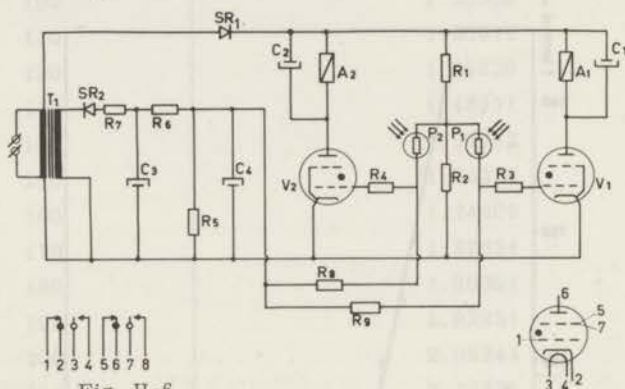 SR1
C2
A2
R1
A1
C1
SR2
T1
R7
R6
P2
P1
V2
R4
R3
V1
C3
C4
R2
R5
R8
R9
6
5
7
1
1 2 3 4 5 6 7 8
3 4 2
Fig. II-6